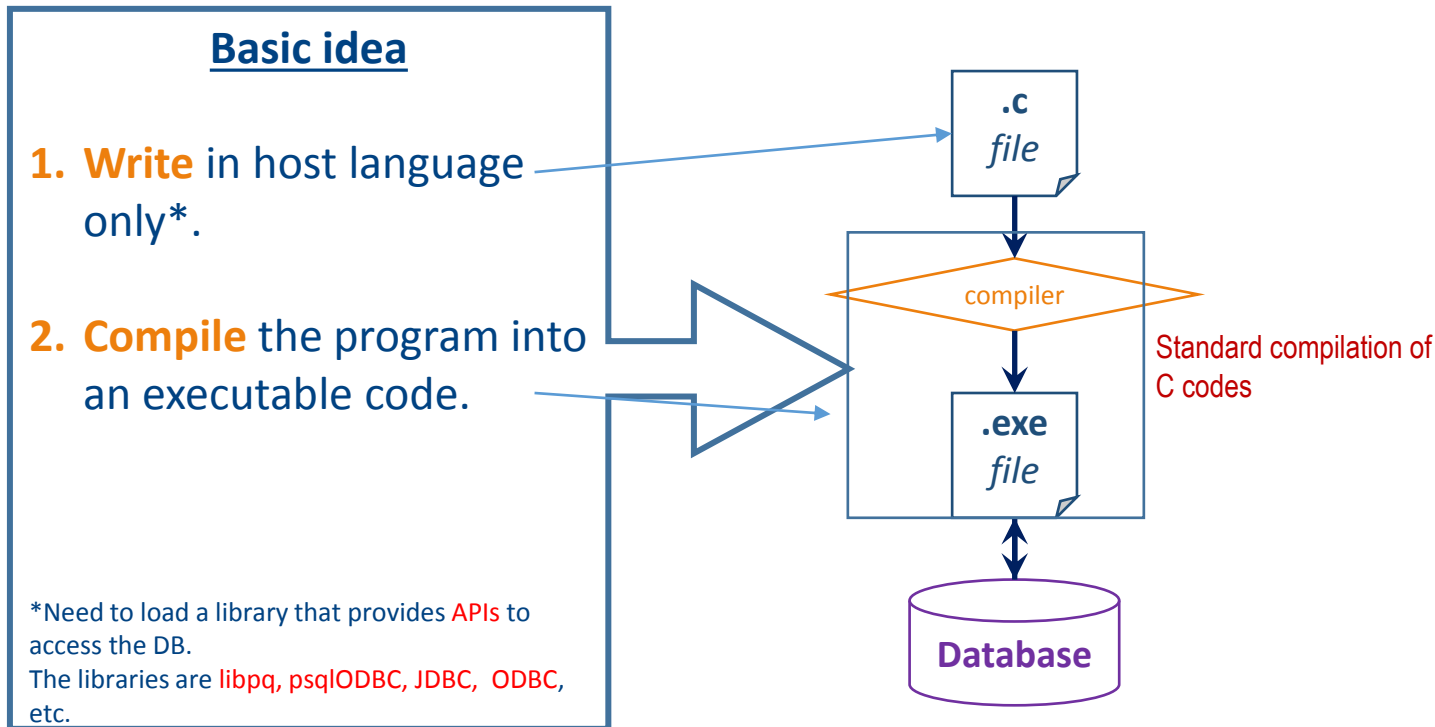 Basic idea
1. Write in host language
only*.
2. Compile the program into
an executable code.
*Need to load a library that provides APIs to
access the DB.
The libraries are libpq, psqlODBC, JDBC, ODBC,
etc.
.c
file
compiler
Standard compilation of
C codes
.exe
file
Database